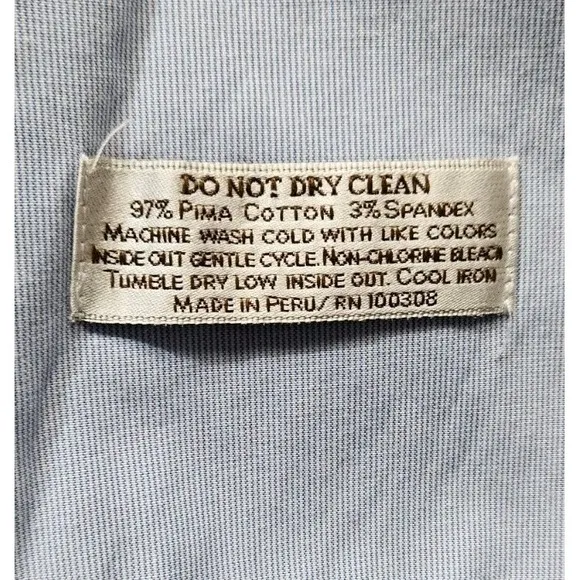 DO NOT DRY CLEAN
97% PIMA COTTON 3% SPANDEX
MACHINE WASH COLD WITH LIKE COLORS
INSIDE OUT GENTLE CYCLE. NON-CHLORINE BLEACH
TUMBLE DRY LOW INSIDE OUT. COOL IRON
MADE IN PERU/ RN 100308